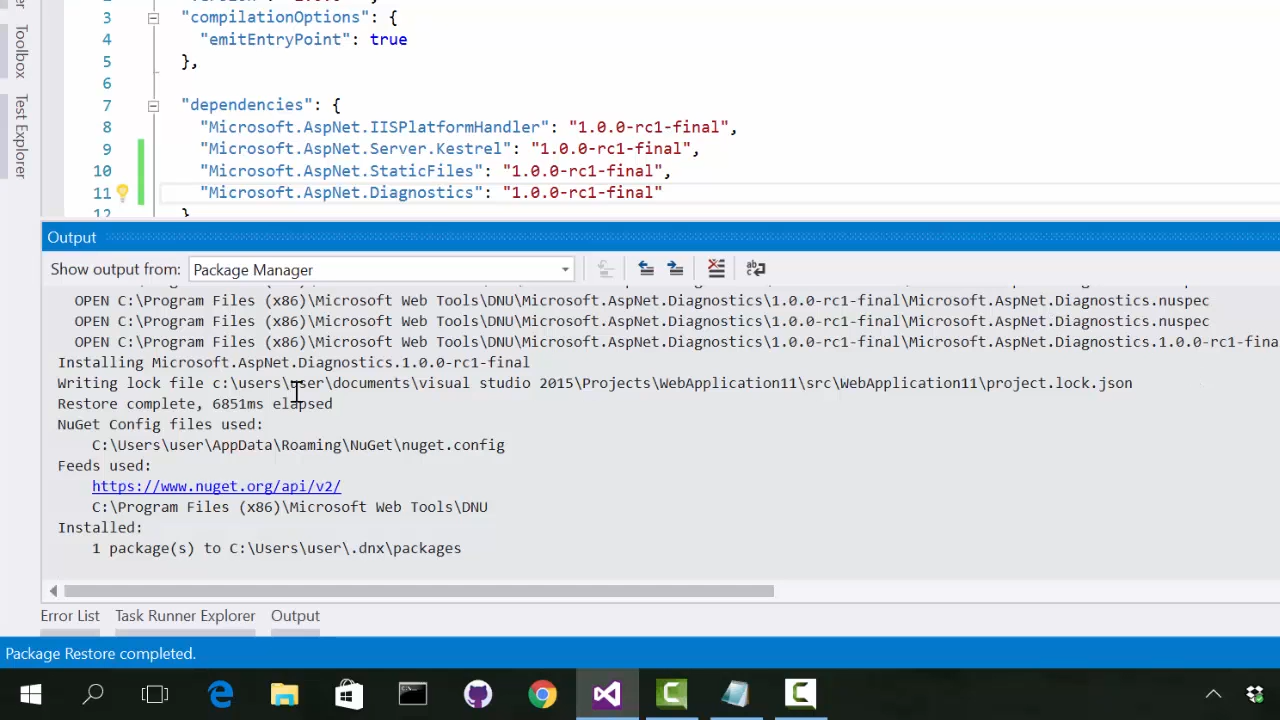 Toolbox
Test Explorer
3 "compilationOptions": {
4 "emitEntryPoint": true
5 },
6
7 "dependencies": {
8 "Microsoft.AspNet.IISPlatformHandler": "1.0.0-rc1-final",
9 "Microsoft.AspNet.Server.Kestrel": "1.0.0-rc1-final",
10 "Microsoft.AspNet.StaticFiles": "1.0.0-rc1-final",
11 "Microsoft.AspNet.Diagnostics": "1.0.0-rc1-final"
12 }
Output
Show output from: Package Manager
OPEN C:\Program Files (x86)\Microsoft Web Tools\DNU\Microsoft.AspNet.Diagnostics\1.0.0-rc1-final\Microsoft.AspNet.Diagnostics.nuspec
OPEN C:\Program Files (x86)\Microsoft Web Tools\DNU\Microsoft.AspNet.Diagnostics\1.0.0-rc1-final\Microsoft.AspNet.Diagnostics.nuspec
OPEN C:\Program Files (x86)\Microsoft Web Tools\DNU\Microsoft.AspNet.Diagnostics\1.0.0-rc1-final\Microsoft.AspNet.Diagnostics.1.0.0-rc1-fina
Installing Microsoft.AspNet.Diagnostics.1.0.0-rc1-final
Writing lock file c:\users\user\documents\visual studio 2015\Projects\WebApplication11\src\WebApplication11\project.lock.json
Restore complete, 6851ms elapsed
NuGet Config files used:
C:\Users\user\AppData\Roaming\NuGet\nuget.config
Feeds used:
https://www.nuget.org/api/v2/
C:\Program Files (x86)\Microsoft Web Tools\DNU
Installed:
1 package(s) to C:\Users\user\.dnx\packages
Error List Task Runner Explorer Output
Package Restore completed.